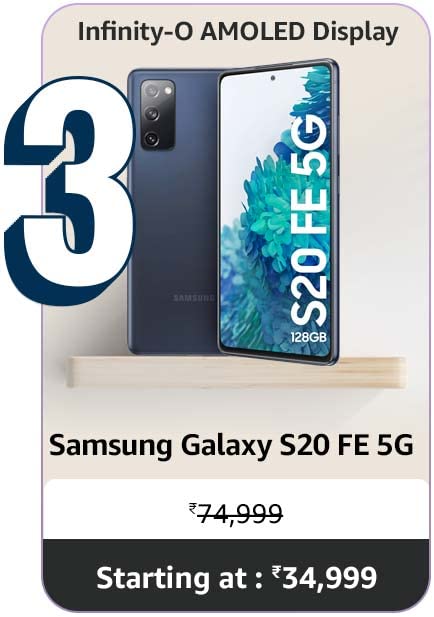 Infinity-O AMOLED Display
3
SAMSUNG
S20 FE 5G
128GB
Samsung Galaxy S20 FE 5G
₹74,999
Starting at : ₹34,999